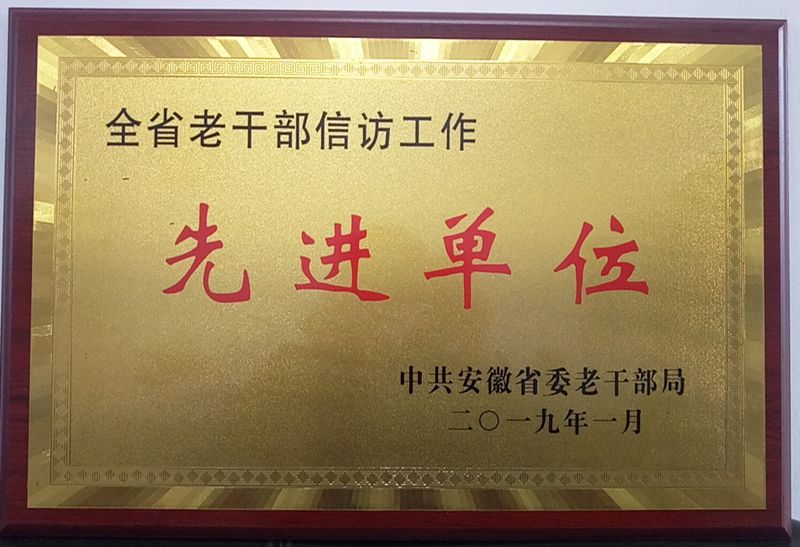 全省老干部信访工作
先进单位
中共安徽省委老干部局
二〇一九年一月